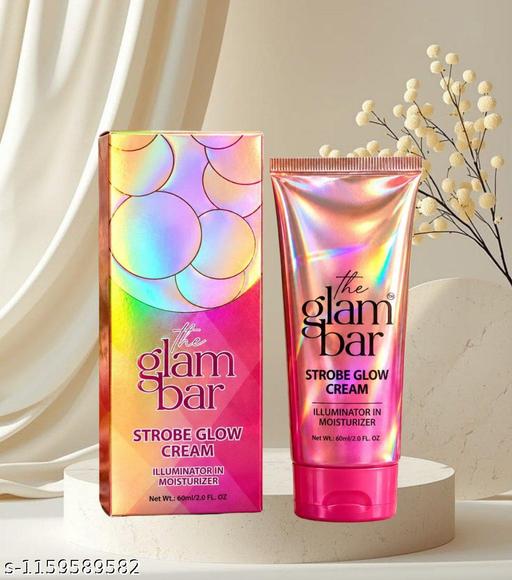 the
glam
bar
STROBE GLOW
CREAM
ILLUMINATOR IN
MOISTURIZER
Net Wt.: 60ml/2.0 FL. OZ
the
glam™
bar
STROBE GLOW
CREAM
ILLUMINATOR IN
MOISTURIZER
Net Wt.: 60ml/2.0 FL. OZ
s-1159589582